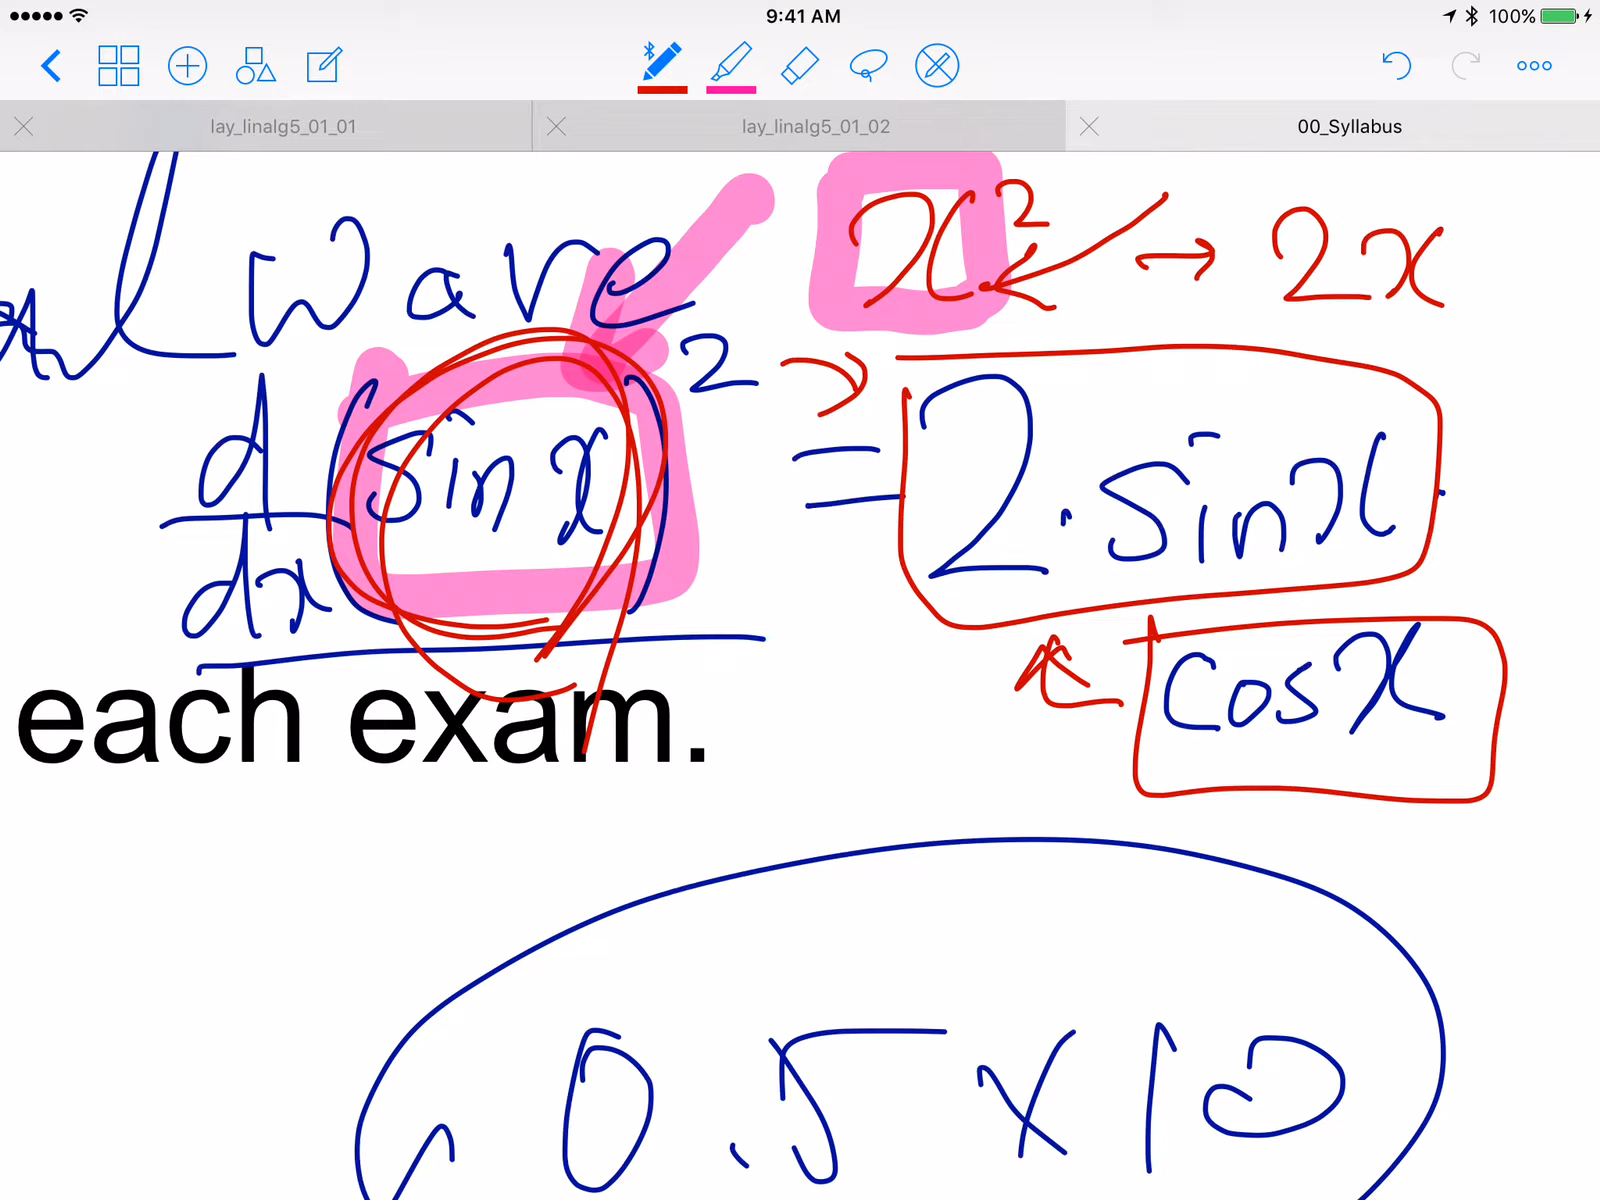 9:41 AM 100%
lay_linalg5_01_01 lay_linalg5_01_02 00_Syllabus
wave x² → 2x
d/dx (sin x)² = 2 · sin x ·
cos x
each exam.
0.5 × 10